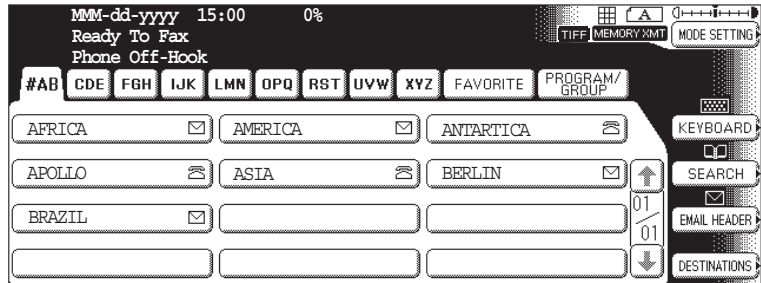 MMM-dd-yyyy 15:00 0%
A
Ready To Fax
TIFF MEMORY XMT MODE SETTING
Phone Off-Hook
#AB CDE FGH IJK LMN OPQ RST UVW XYZ FAVORITE PROGRAM/
GROUP
AFRICA AMERICA ANTARTICA KEYBOARD
APOLLO ASIA BERLIN SEARCH
BRAZIL 01 EMAIL HEADER
01
DESTINATIONS